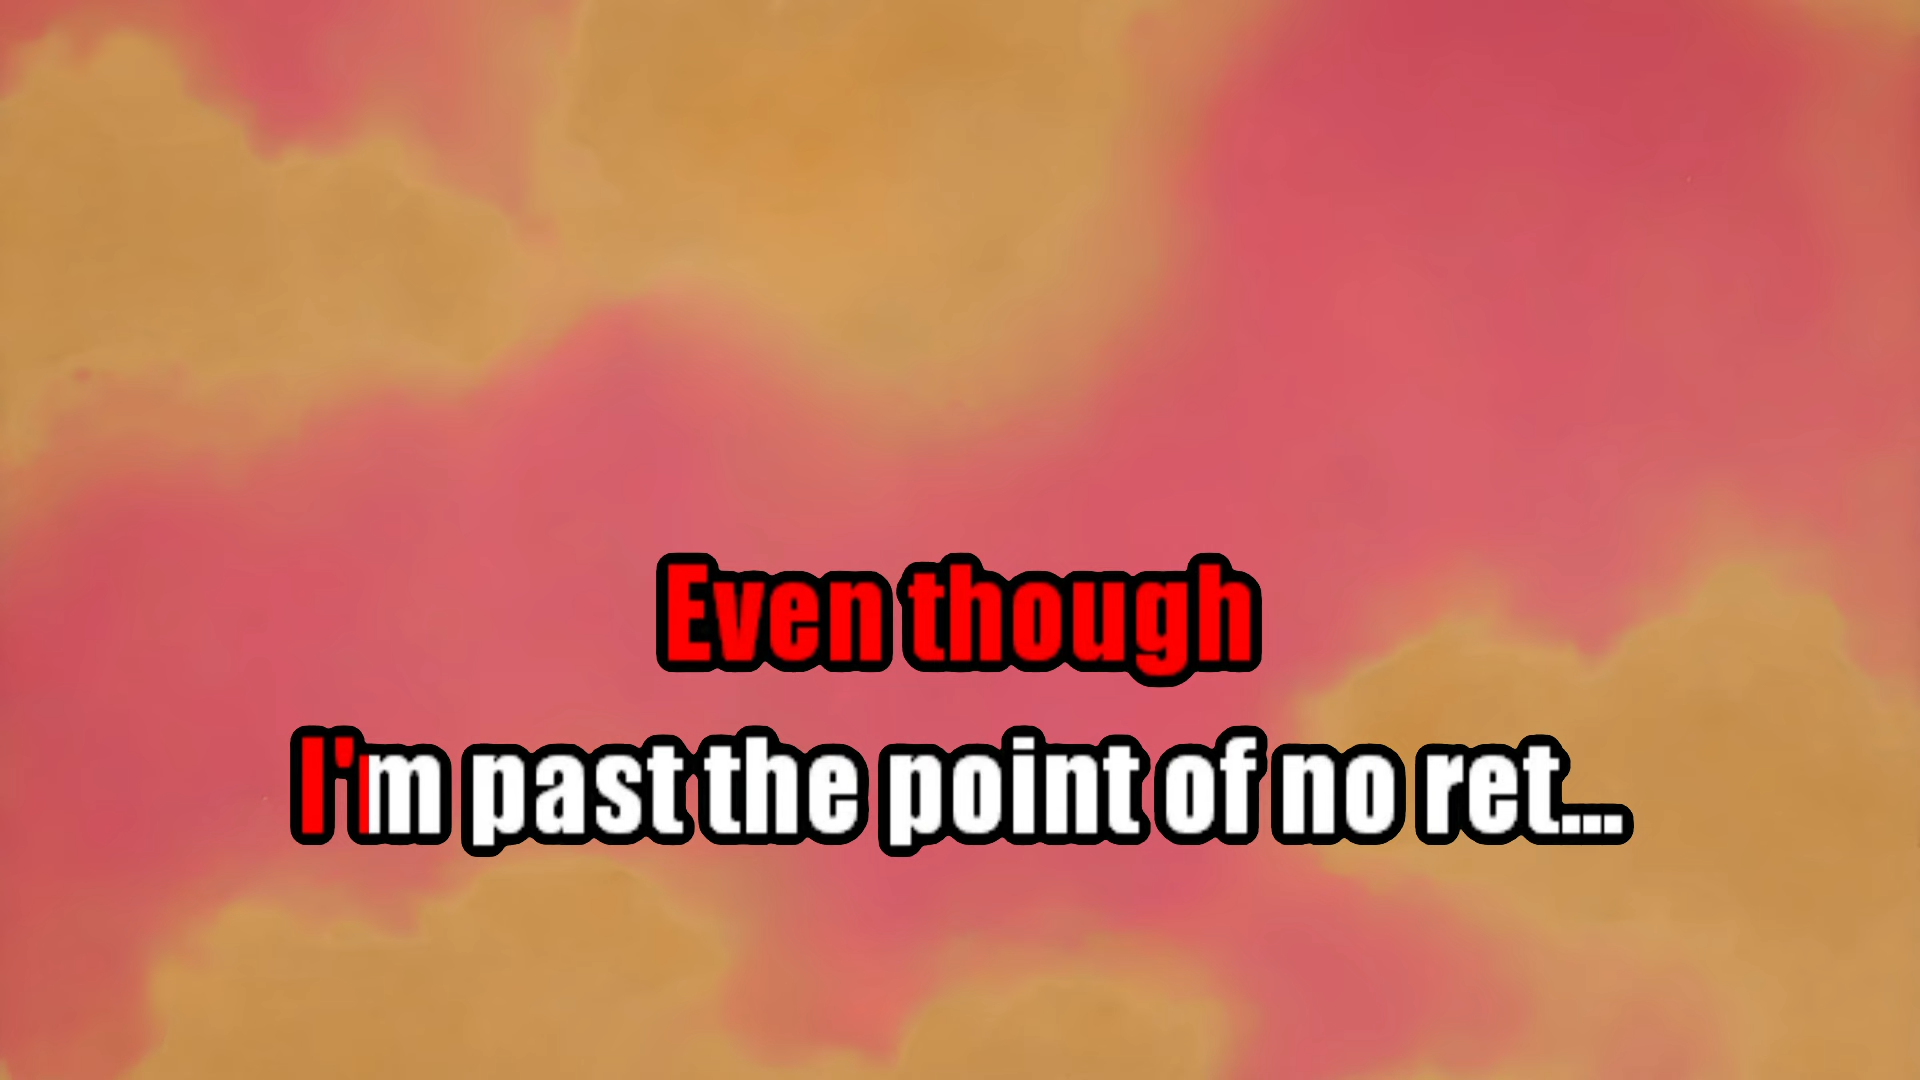 Even though
I'm past the point of no ret...